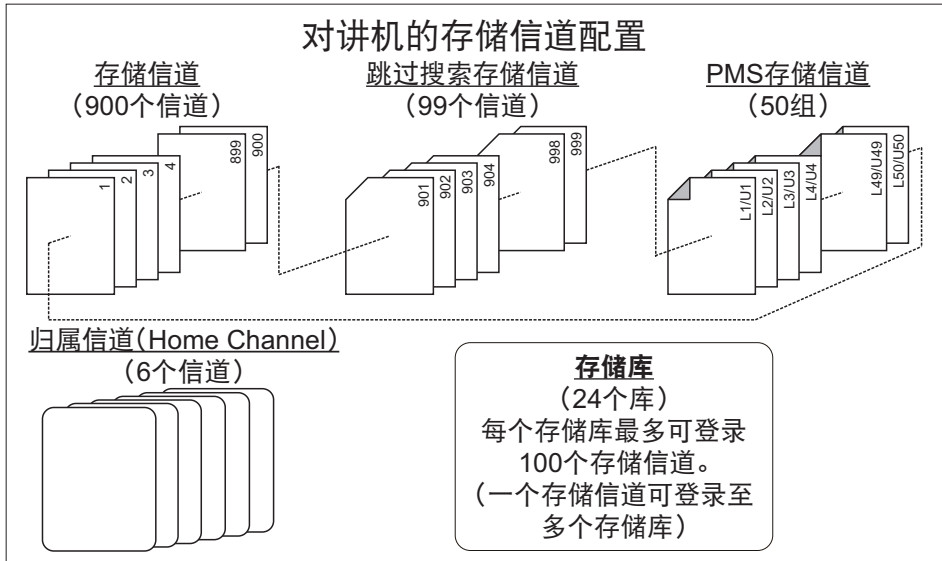 对讲机的存储信道配置
存储信道
（900个信道）
1
2
3
4
899
900
跳过搜索存储信道
（99个信道）
901
902
903
904
998
999
PMS存储信道
（50组）
L1/U1
L2/U2
L3/U3
L4/U4
L49/U49
L50/U50
归属信道（Home Channel）
（6个信道）
存储库
（24个库）
每个存储库最多可登录
100个存储信道。
（一个存储信道可登录至
多个存储库）